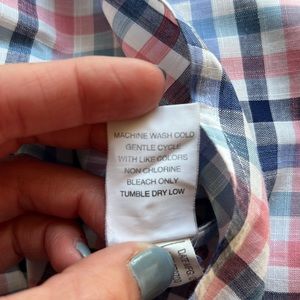 MACHINE WASH COLD
GENTLE CYCLE
WITH LIKE COLORS
NON CHLORINE
BLEACH ONLY
TUMBLE DRY LOW